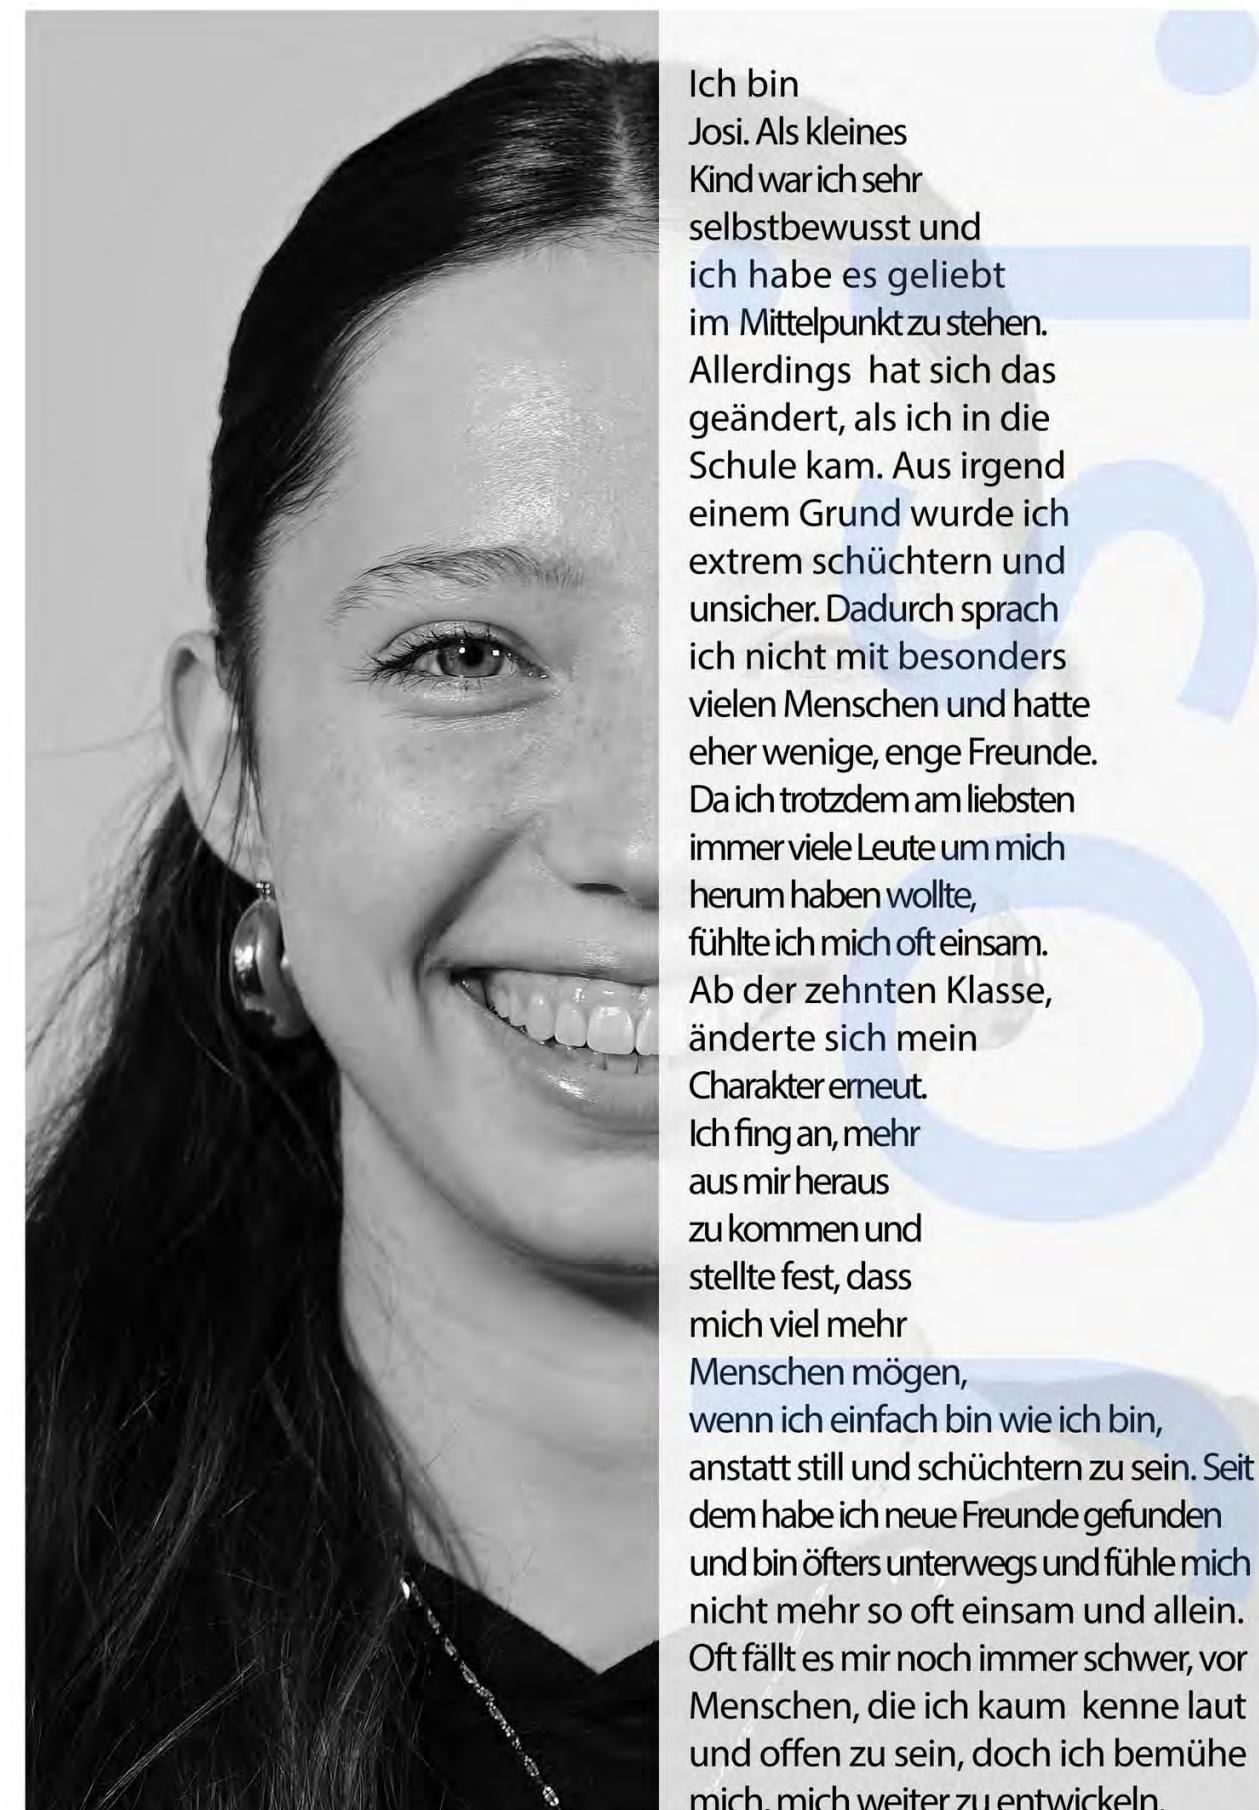 Ich bin
Josi. Als kleines
Kind war ich sehr
selbstbewusst und
ich habe es geliebt
im Mittelpunkt zu stehen.
Allerdings hat sich das
geändert, als ich in die
Schule kam. Aus irgend
einem Grund wurde ich
extrem schüchtern und
unsicher. Dadurch sprach
ich nicht mit besonders
vielen Menschen und hatte
eher wenige, enge Freunde.
Da ich trotzdem am liebsten
immer viele Leute um mich
herum haben wollte,
fühlte ich mich oft einsam.
Ab der zehnten Klasse,
änderte sich mein
Charakter erneut.
Ich fing an, mehr
aus mir heraus
zu kommen und
stellte fest, dass
mich viel mehr
Menschen mögen,
wenn ich einfach bin wie ich bin,
anstatt still und schüchtern zu sein. Seit
dem habe ich neue Freunde gefunden
und bin öfters unterwegs und fühle mich
nicht mehr so oft einsam und allein.
Oft fällt es mir noch immer schwer, vor
Menschen, die ich kaum kenne laut
und offen zu sein, doch ich bemühe
mich, mich weiter zu entwickeln.
josi